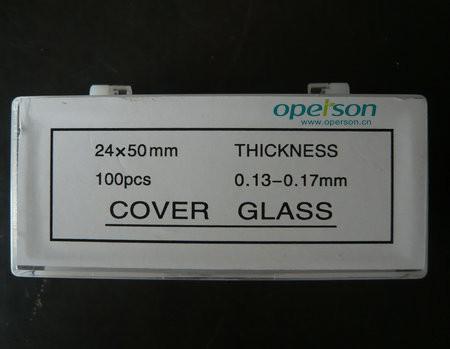 operson
www.operson.cn
24×50mm THICKNESS
100pcs 0.13-0.17mm
COVER GLASS